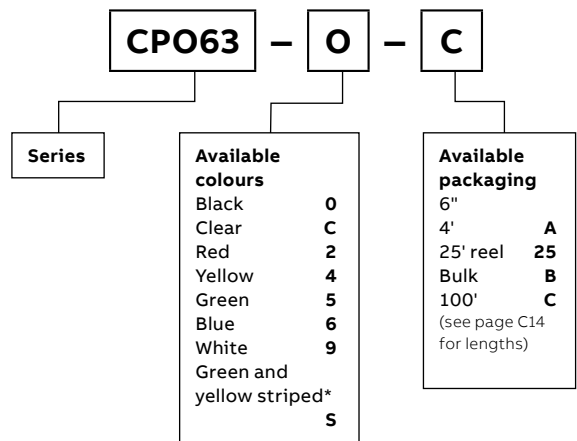 CPO63 – O – C
Series
Available
colours
Black 0
Clear C
Red 2
Yellow 4
Green 5
Blue 6
White 9
Green and
yellow striped*
S
Available
packaging
6"
4' A
25' reel 25
Bulk B
100' C
(see page C14
for lengths)